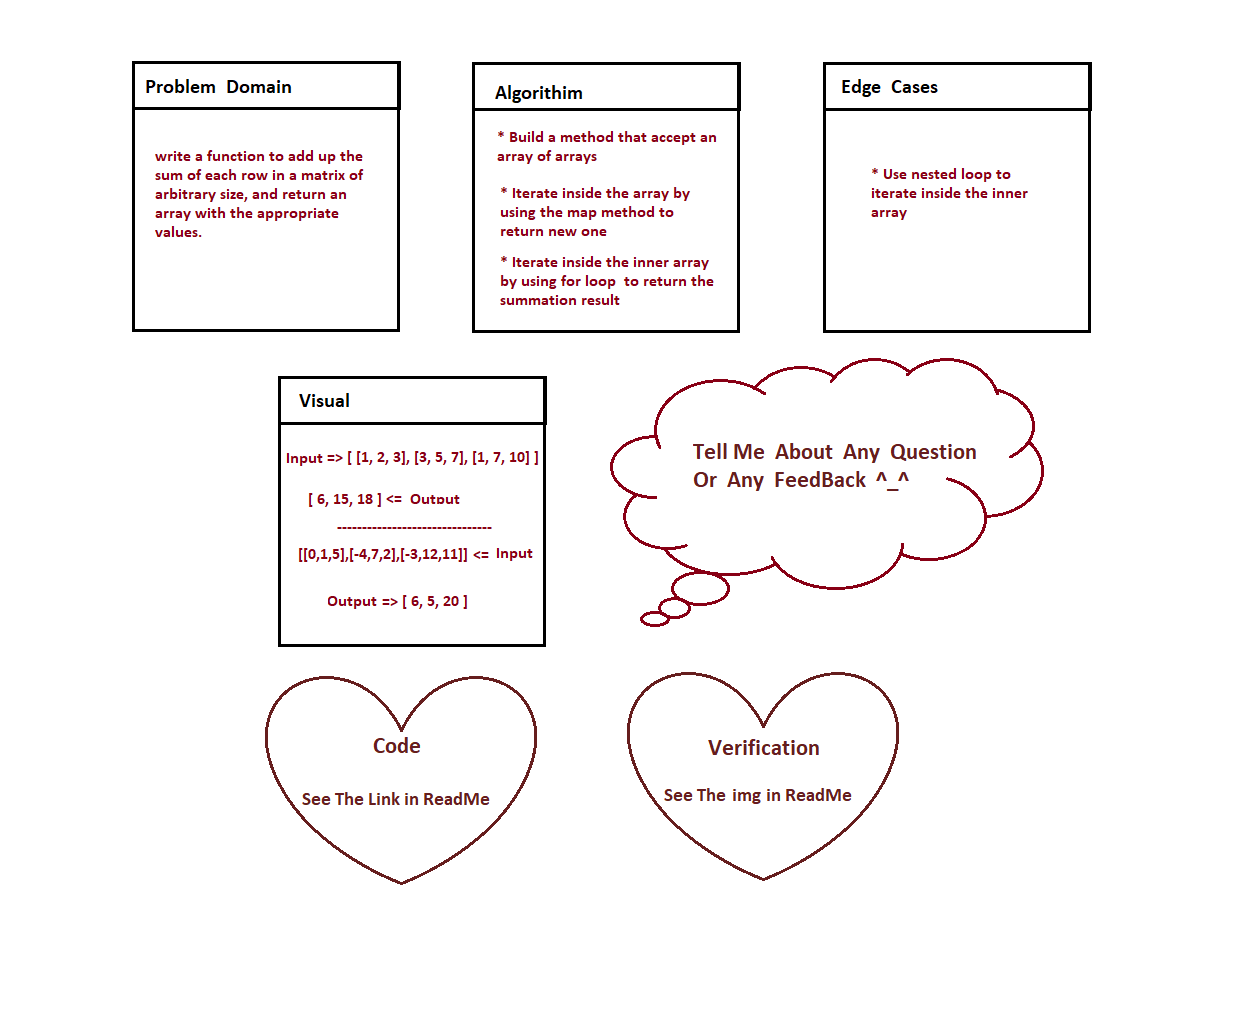 Problem Domain
write a function to add up the
sum of each row in a matrix of
arbitrary size, and return an
array with the appropriate
values.
Algorithim
* Build a method that accept an
array of arrays
* Iterate inside the array by
using the map method to
return new one
* Iterate inside the inner array
by using for loop to return the
summation result
Edge Cases
* Use nested loop to
iterate inside the inner
array
Visual
Input => [ [1, 2, 3], [3, 5, 7], [1, 7, 10] ]
[ 6, 15, 18 ] <= Output
-------------------------------
[[0,1,5],[-4,7,2],[-3,12,11]] <= Input
Output => [ 6, 5, 20 ]
Tell Me About Any Question
Or Any FeedBack ^_^
Code
See The Link in ReadMe
Verification
See The img in ReadMe